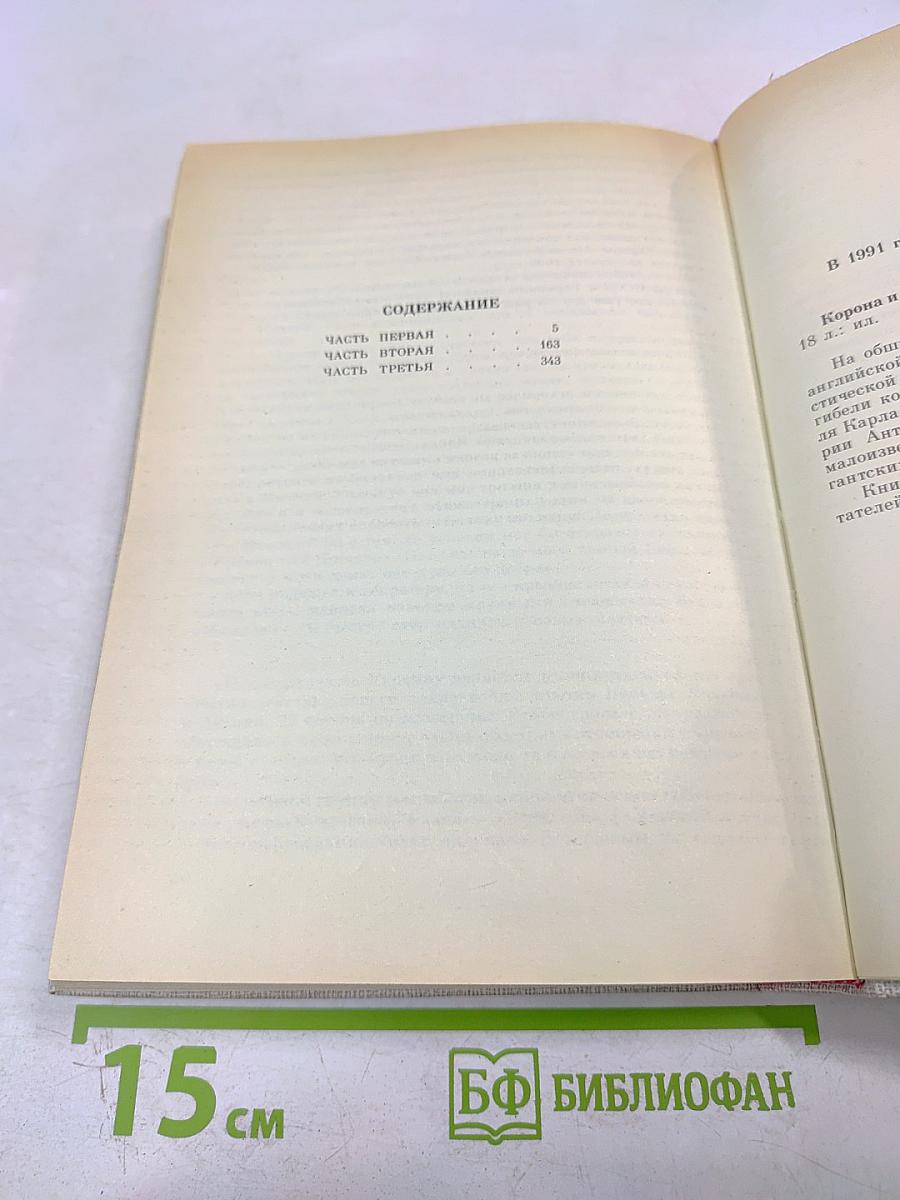 СОДЕРЖАНИЕ
ЧАСТЬ ПЕРВАЯ . . . . 5
ЧАСТЬ ВТОРАЯ . . . . 163
ЧАСТЬ ТРЕТЬЯ . . . . 343
В 1991 г
Корона и
18 л.: ил.
На общ
английской
стической
гибели ко
ля Карла
рии Ант
малоизве
гантски
Кни
тателей
15 см
БФ БИБЛИОФАН